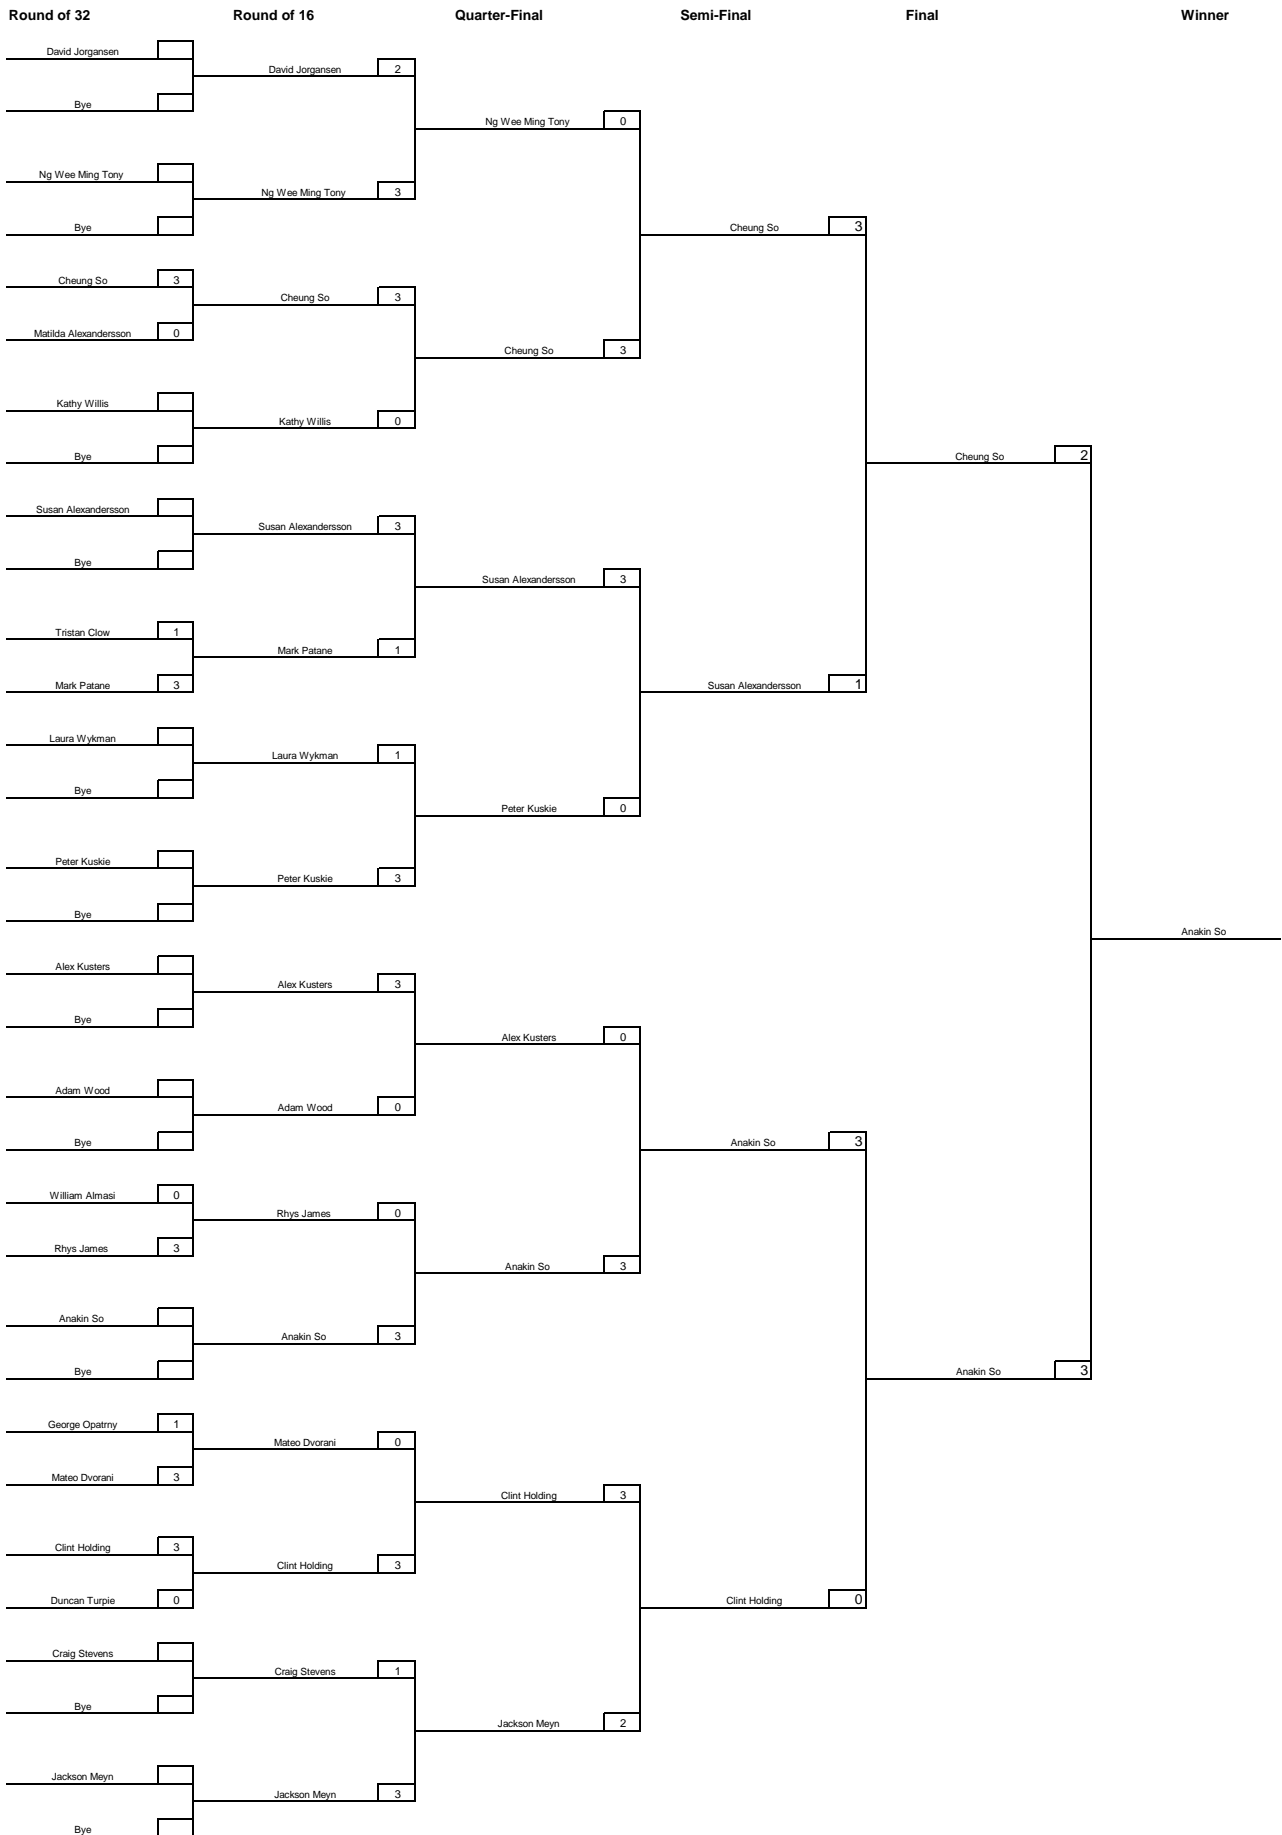 Round of 32 Round of 16 Quarter-Final Semi-Final Final Winner
David Jorgansen
David Jorgansen 2
Bye
Ng Wee Ming Tony 0
Ng Wee Ming Tony
Ng Wee Ming Tony 3
Bye
Cheung So 3
Cheung So 3
Cheung So 3
Matilda Alexandersson 0
Cheung So 3
Kathy Willis
Kathy Willis 0
Bye
Cheung So 2
Susan Alexandersson
Susan Alexandersson 3
Bye
Susan Alexandersson 3
Tristan Clow 1
Mark Patane 1
Mark Patane 3
Susan Alexandersson 1
Laura Wykman
Laura Wykman 1
Bye
Peter Kuskie 0
Peter Kuskie
Peter Kuskie 3
Bye
Anakin So
Alex Kusters
Alex Kusters 3
Bye
Alex Kusters 0
Adam Wood
Adam Wood 0
Bye
Anakin So 3
William Almasi 0
Rhys James 0
Rhys James 3
Anakin So 3
Anakin So
Anakin So 3
Bye
Anakin So 3
George Opatrny 1
Mateo Dvorani 0
Mateo Dvorani 3
Clint Holding 3
Clint Holding 3
Clint Holding 3
Duncan Turpie 0
Clint Holding 0
Craig Stevens
Craig Stevens 1
Bye
Jackson Meyn 2
Jackson Meyn
Jackson Meyn 3
Bye